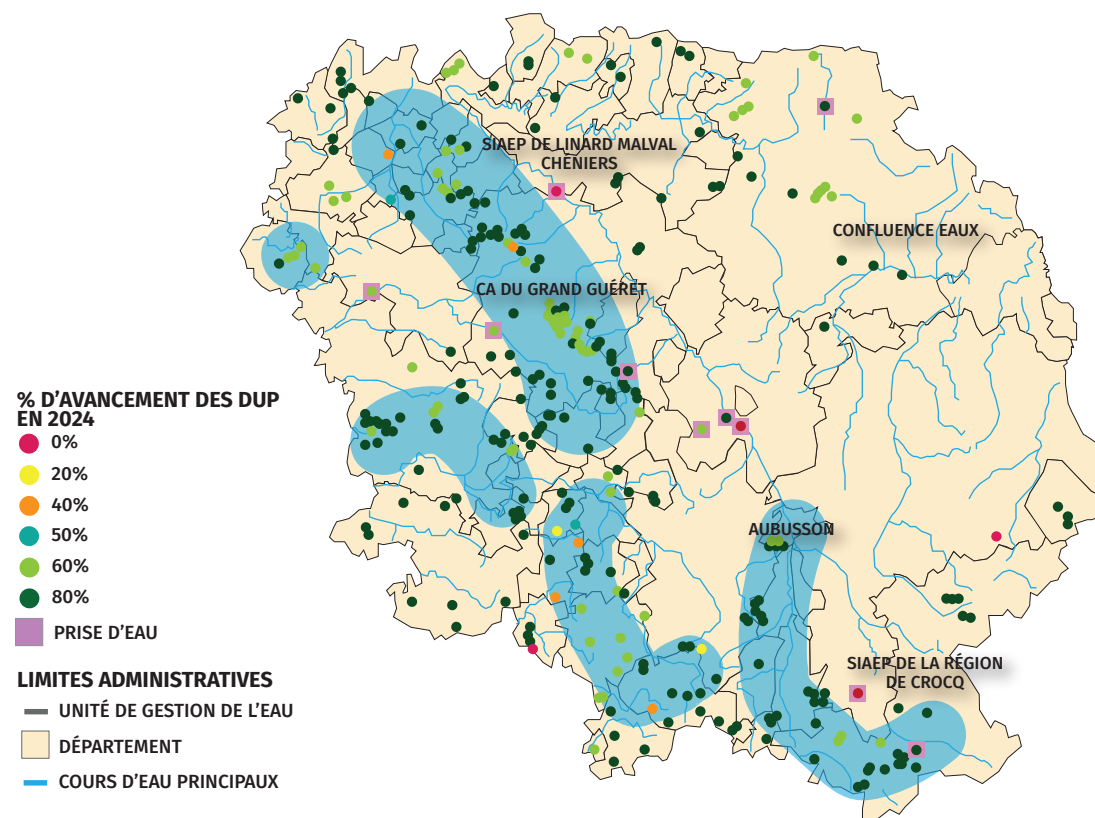 SIAEP DE LINARD MALVAL
CHÉNIERS
CONFLUENCE EAUX
CA DU GRAND GUÉRET
% D'AVANCEMENT DES DUP
EN 2024
0%
20%
40%
50%
60%
80%
PRISE D'EAU
LIMITES ADMINISTRATIVES
UNITÉ DE GESTION DE L'EAU
DÉPARTEMENT
COURS D'EAU PRINCIPAUX
AUBUSSON
SIAEP DE LA RÉGION
DE CROCQ